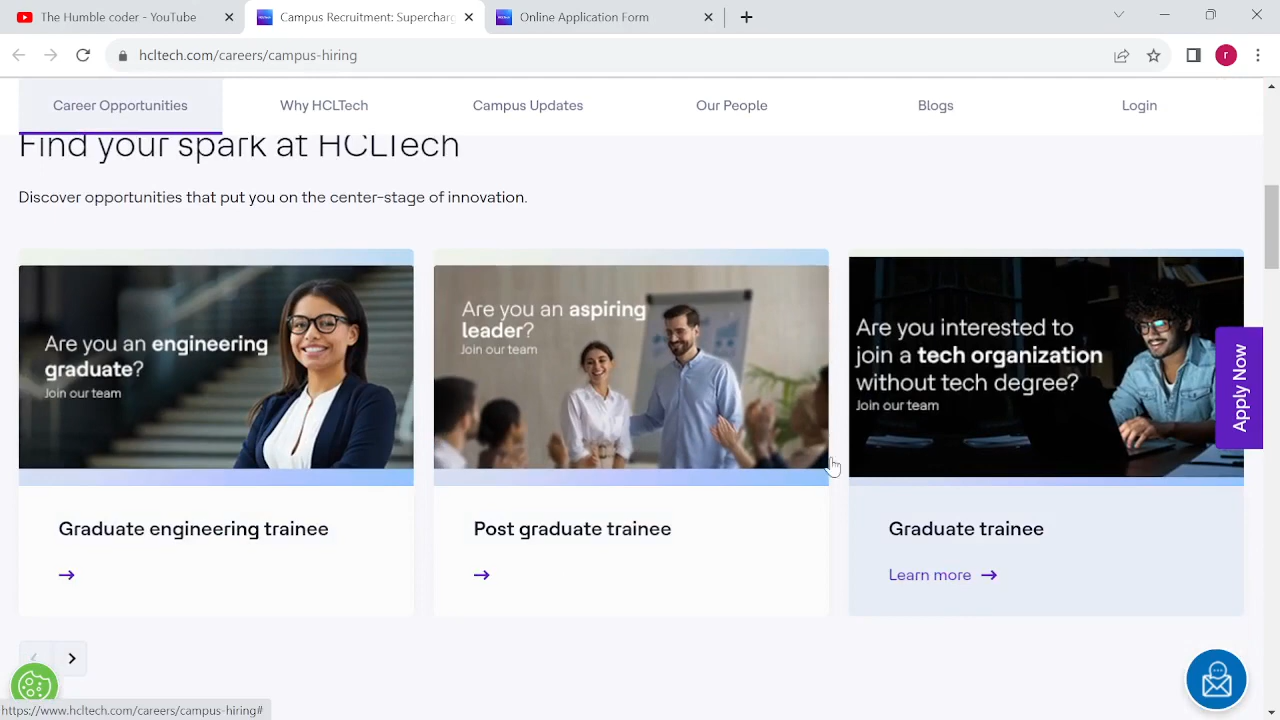 The Humble coder - YouTube
Campus Recruitment: Supercharg
Online Application Form
hcltech.com/careers/campus-hiring
r
Career Opportunities
Why HCLTech
Campus Updates
Our People
Blogs
Login
Find your spark at HCLTech
Discover opportunities that put you on the center-stage of innovation.
Are you an engineering
graduate?
Join our team
Are you an aspiring
leader?
Join our team
Are you interested to
join a tech organization
without tech degree?
Join our team
Apply Now
Graduate engineering trainee
Post graduate trainee
Graduate trainee
Learn more
https://www.hcltech.com/careers/campus-hiring#